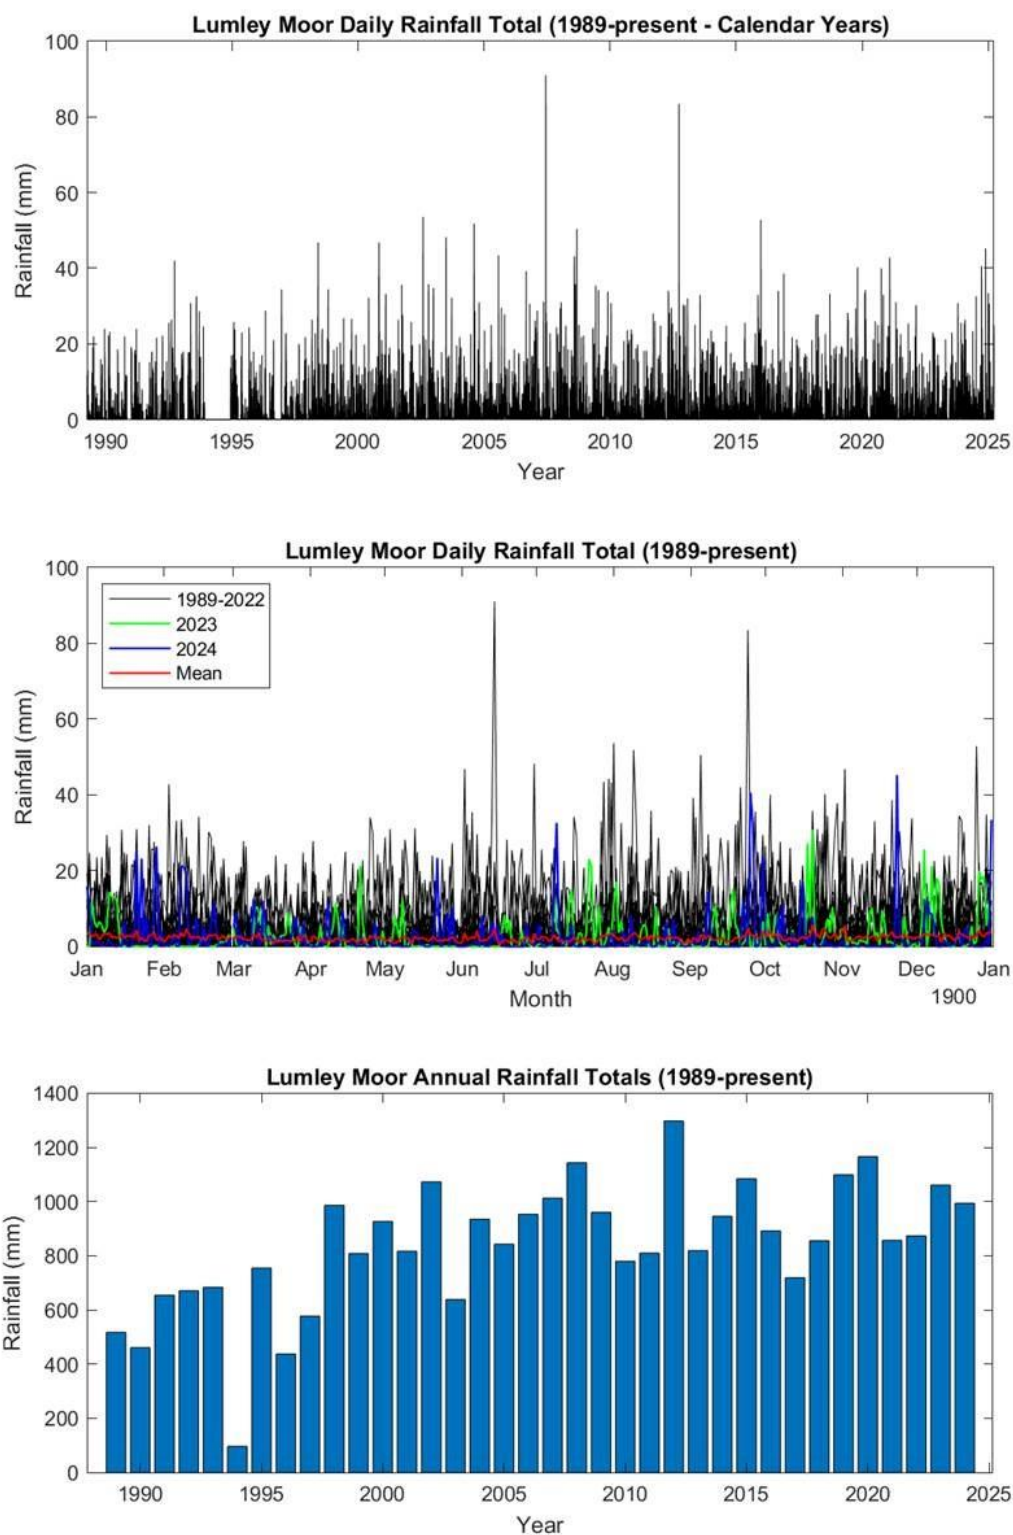 Lumley Moor Daily Rainfall Total (1989-present - Calendar Years)
100
80
60
40
20
0
Rainfall (mm)
1990 1995 2000 2005 2010 2015 2020 2025
Year
Lumley Moor Daily Rainfall Total (1989-present)
100
80
60
40
20
0
Rainfall (mm)
1989-2022
2023
2024
Mean
Jan Feb Mar Apr May Jun Jul Aug Sep Oct Nov Dec Jan
Month
1900
Lumley Moor Annual Rainfall Totals (1989-present)
1400
1200
1000
800
600
400
200
0
Rainfall (mm)
1990 1995 2000 2005 2010 2015 2020 2025
Year